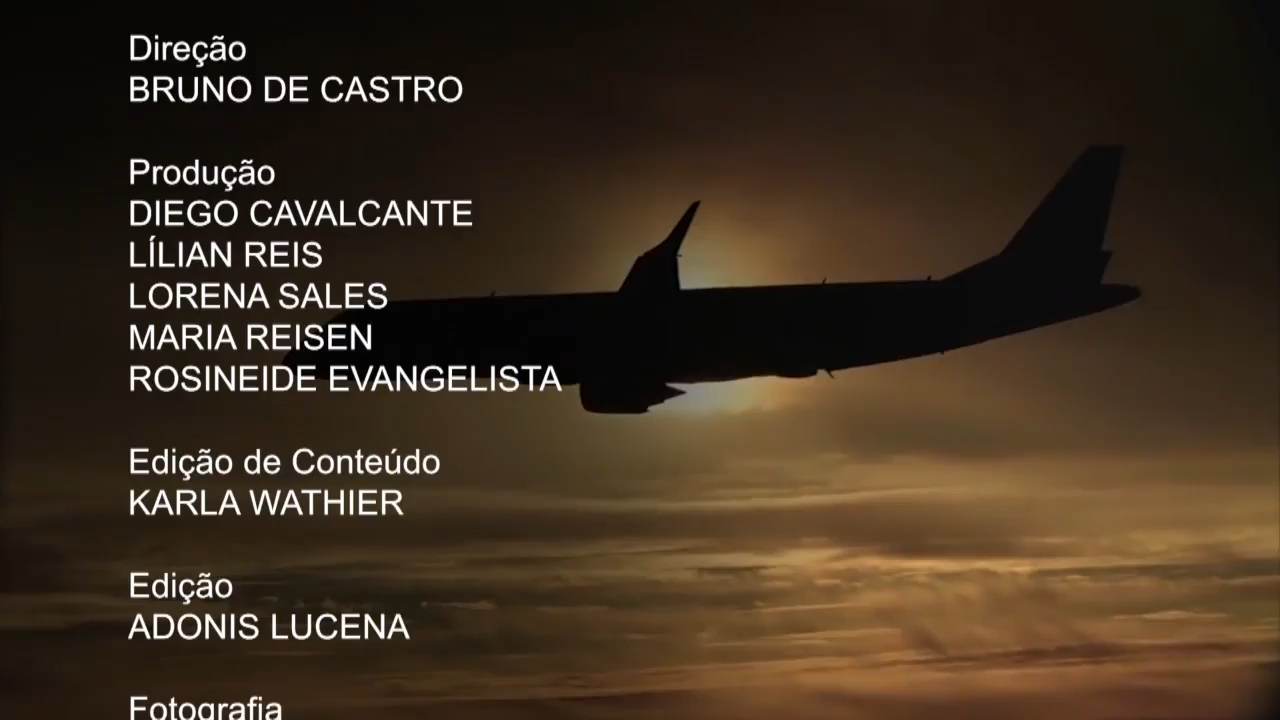 Direção
BRUNO DE CASTRO
Produção
DIEGO CAVALCANTE
LÍLIAN REIS
LORENA SALES
MARIA REISEN
ROSINEIDE EVANGELISTA
Edição de Conteúdo
KARLA WATHIER
Edição
ADONIS LUCENA
Fotografia